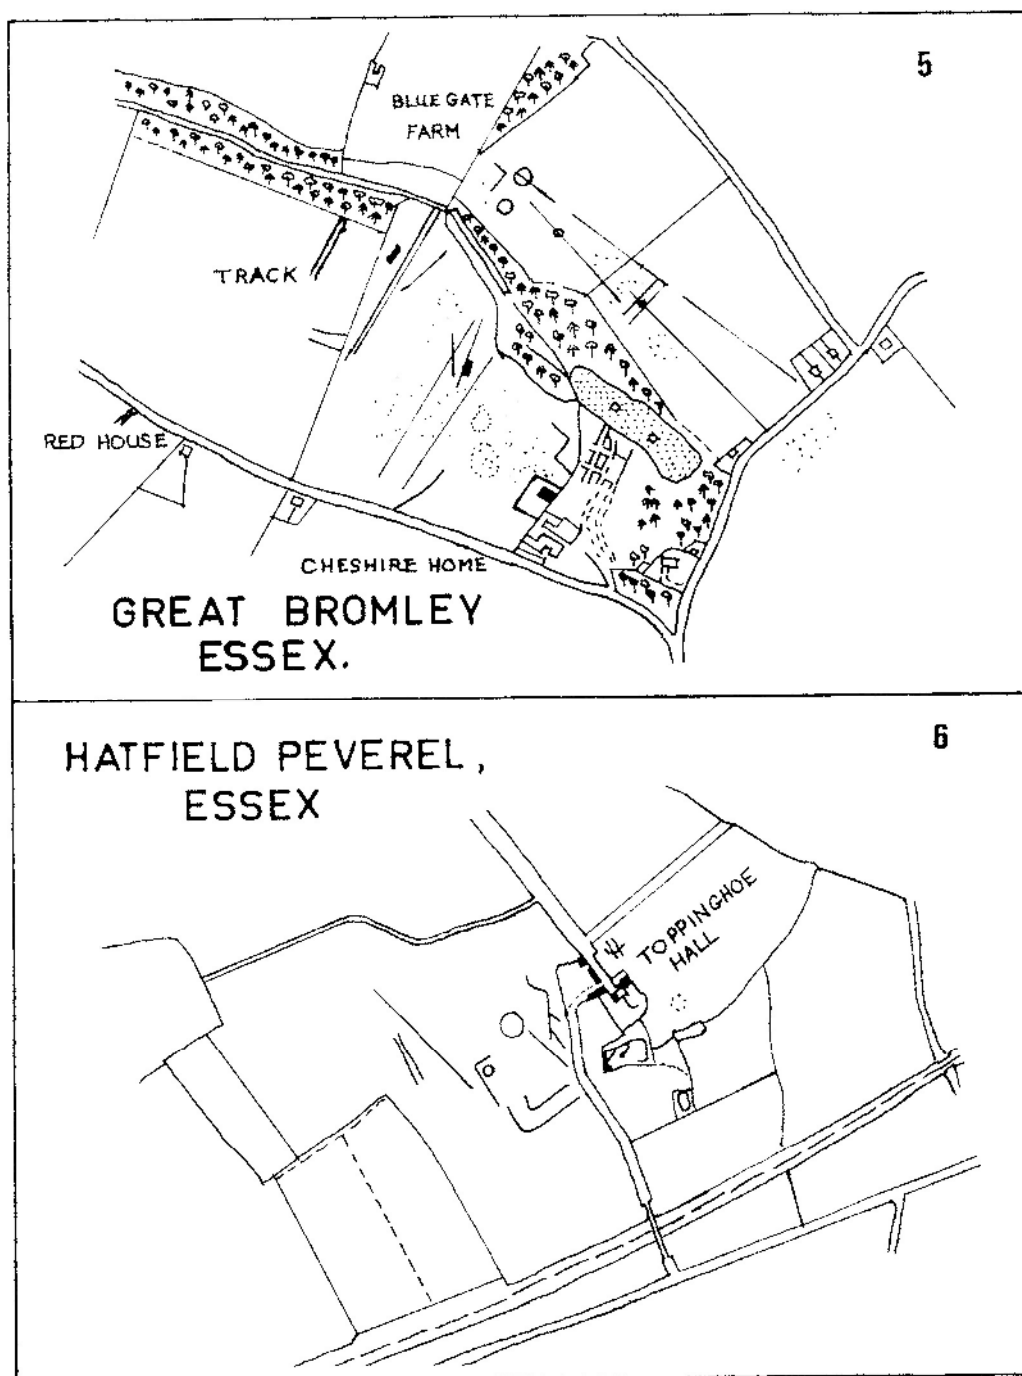 5
BLUE GATE
FARM
TRACK
RED HOUSE
CHESHIRE HOME
GREAT BROMLEY
ESSEX.
6
HATFIELD PEVEREL,
ESSEX
TOPPINGHOE
HALL